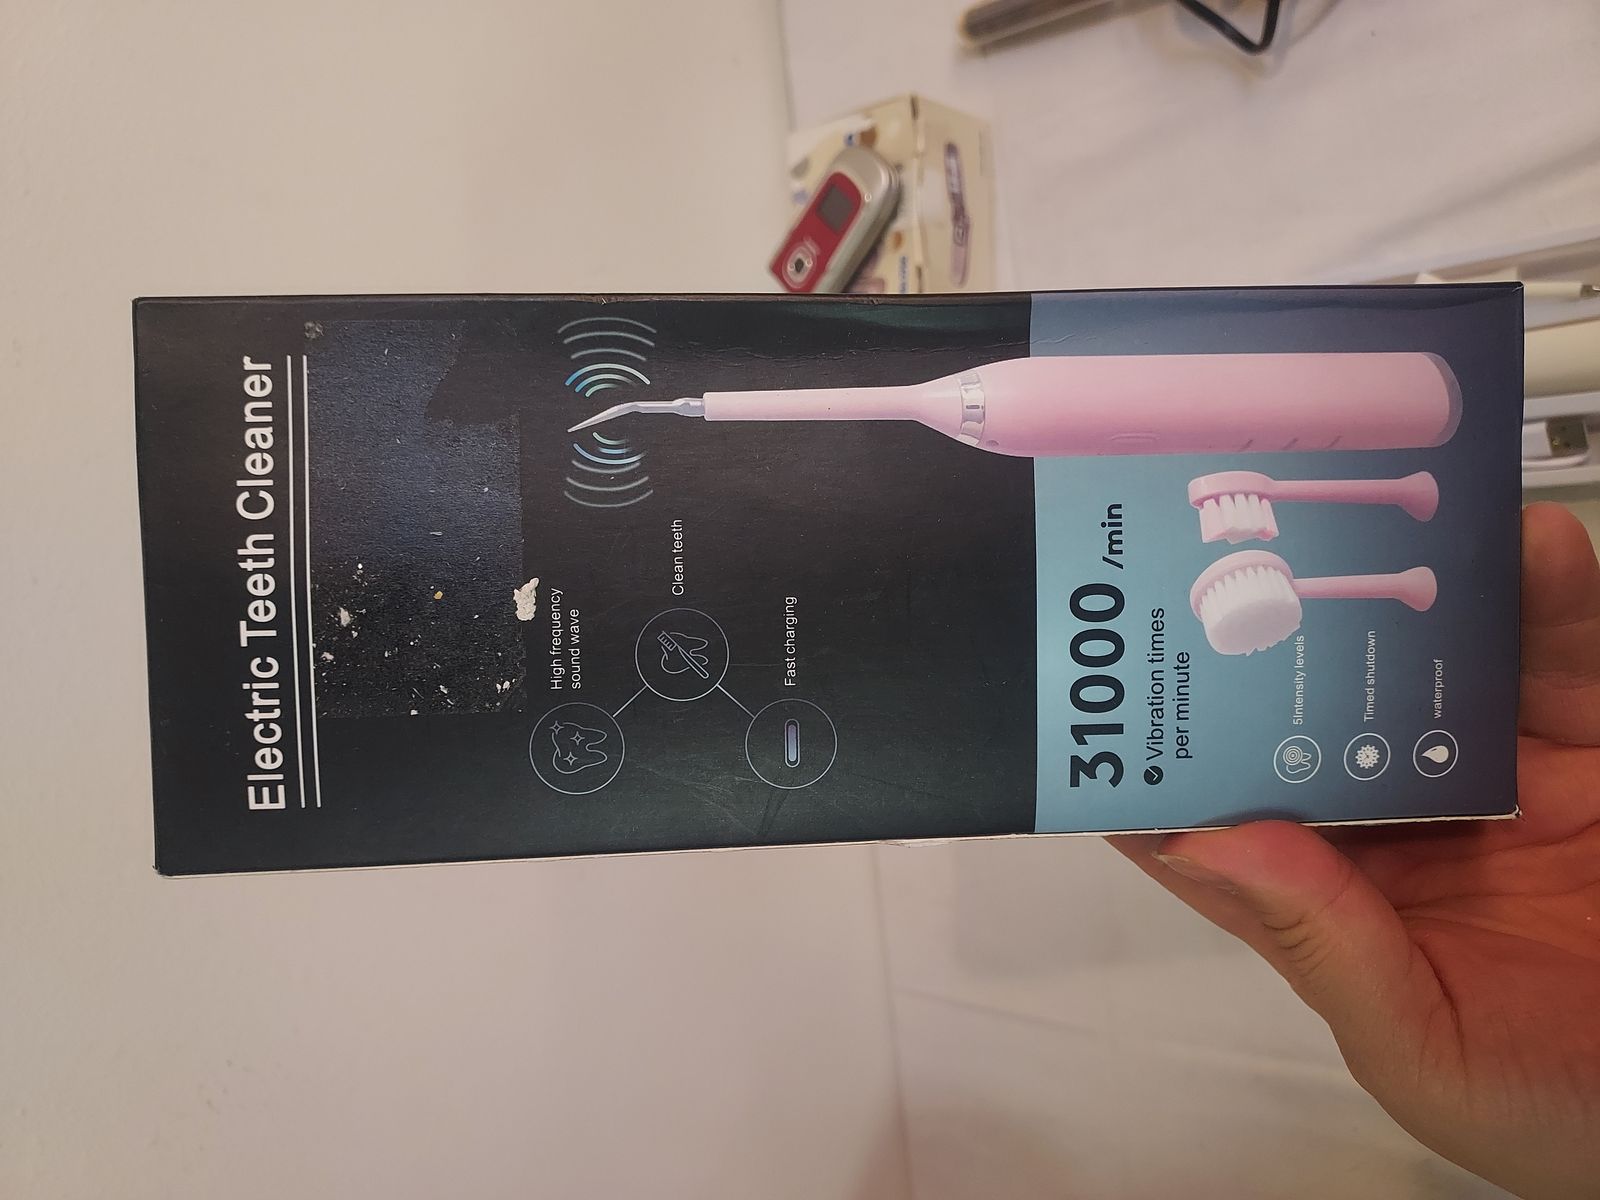 Electric Teeth Cleaner
High frequency
sound wave
Clean teeth
Fast charging
31000 /min
Vibration times
per minute
5Intensity levels
Timed shutdown
waterproof